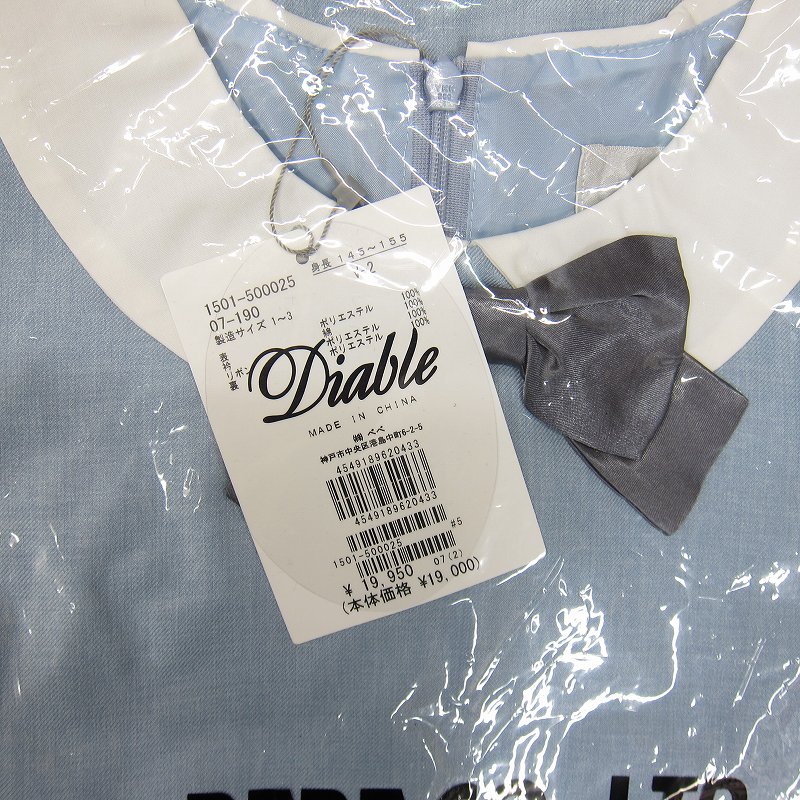 身長 145~155
1501-500025
07-190
製造サイズ 1~3
表 ポリエステル 100%
衿 綿 100%
リボン ポリエステル 100%
裏 ポリエステル 100%
Diable
MADE IN CHINA
㈱ べべ
神戸市中央区港島中町6-2-5
4549189620433
4549189620433
#5
1501-500025
07(2)
¥ 19,950
(本体価格 ¥19,000)
LTD